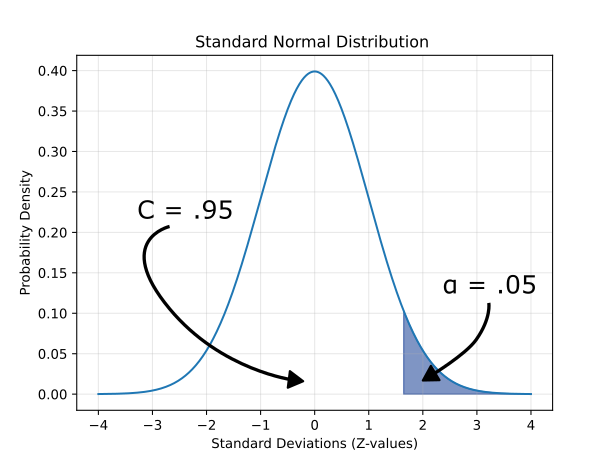 Standard Normal Distribution
0.40
0.35
0.30
0.25
0.20
0.15
0.10
0.05
0.00
Probability Density
C = .95
α = .05
−4 −3 −2 −1 0 1 2 3 4
Standard Deviations (Z-values)